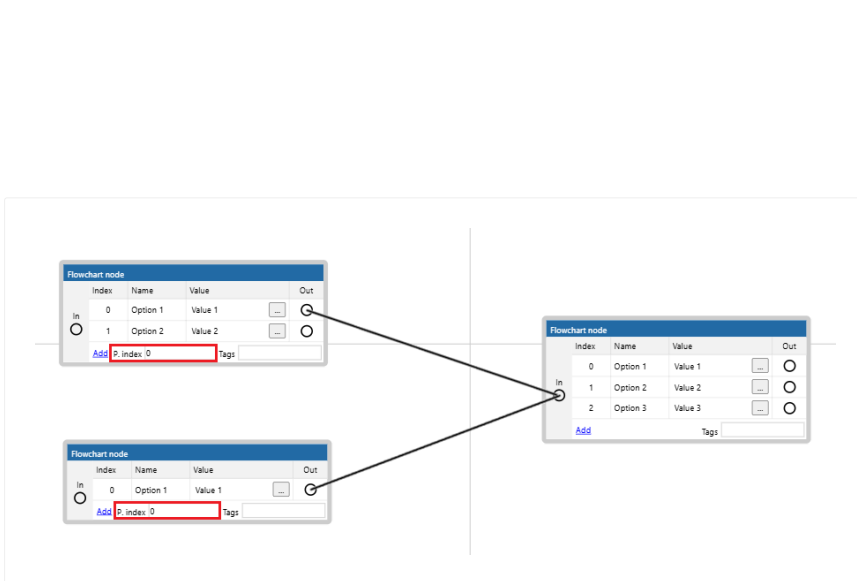 Flowchart node
Index Name Value Out
In
0 Option 1 Value 1 ...
1 Option 2 Value 2 ...
Add P. index 0 Tags
Flowchart node
Index Name Value Out
In
0 Option 1 Value 1 ...
1 Option 2 Value 2 ...
2 Option 3 Value 3 ...
Add Tags
Flowchart node
Index Name Value Out
In
0 Option 1 Value 1 ...
Add P. index 0 Tags